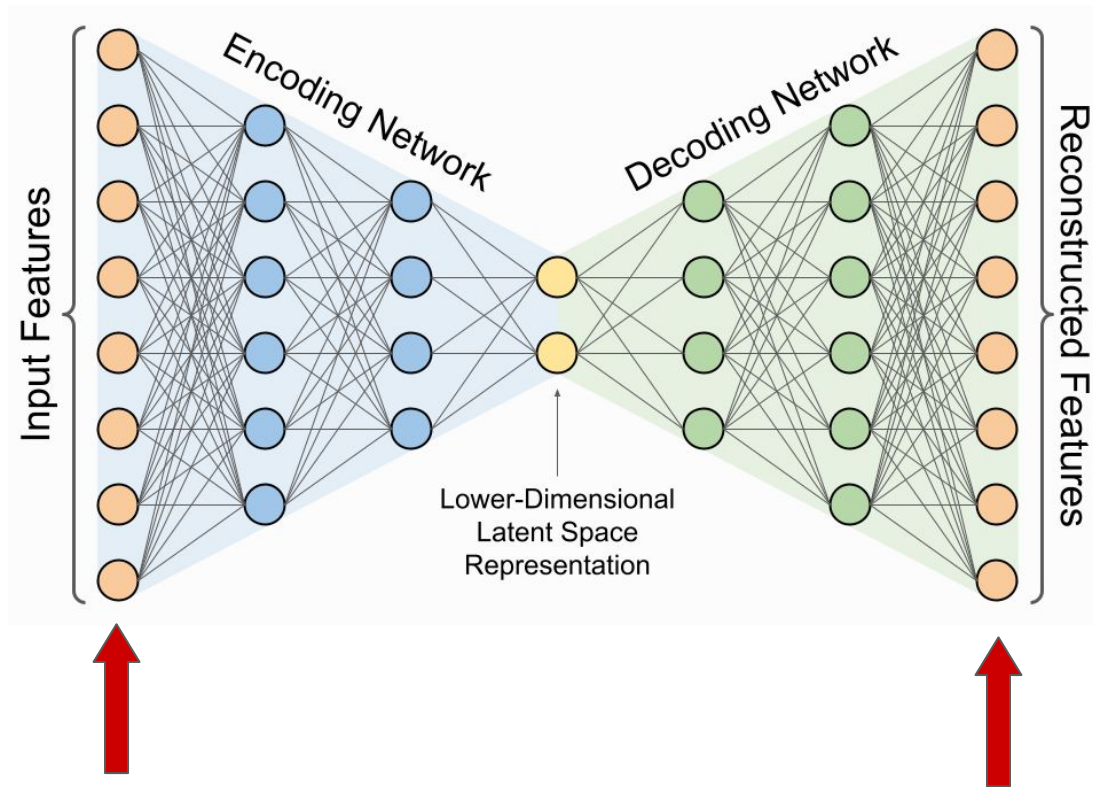 Input Features
Encoding Network
Decoding Network
Reconstructed Features
Lower-Dimensional
Latent Space
Representation